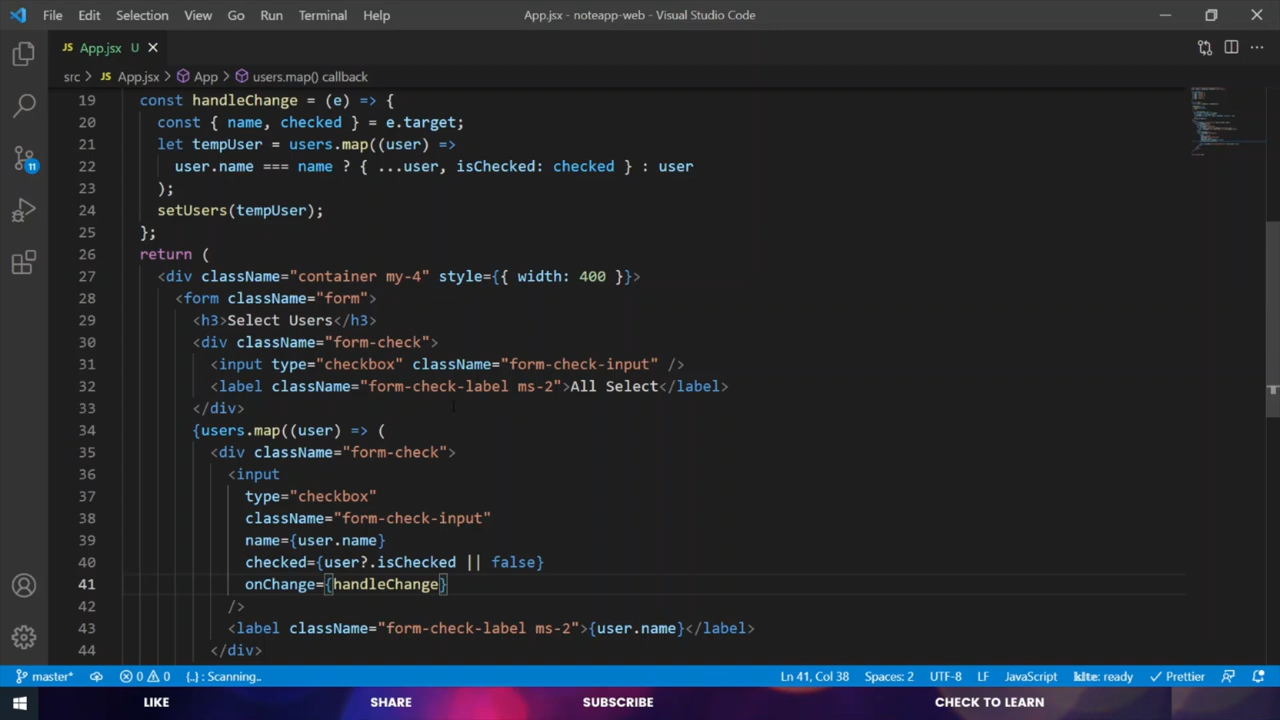 File Edit Selection View Go Run Terminal Help App.jsx - noteapp-web - Visual Studio Code
JS App.jsx U
src > JS App.jsx > App > users.map() callback
19 const handleChange = (e) => {
20 const { name, checked } = e.target;
21 let tempUser = users.map((user) =>
22 user.name === name ? { ...user, isChecked: checked } : user
23 );
24 setUsers(tempUser);
25 };
26 return (
27 <div className="container my-4" style={{ width: 400 }}>
28 <form className="form">
29 <h3>Select Users</h3>
30 <div className="form-check">
31 <input type="checkbox" className="form-check-input" />
32 <label className="form-check-label ms-2">All Select</label>
33 </div>
34 {users.map((user) => (
35 <div className="form-check">
36 <input
37 type="checkbox"
38 className="form-check-input"
39 name={user.name}
40 checked={user?.isChecked || false}
41 onChange={handleChange}
42 />
43 <label className="form-check-label ms-2">{user.name}</label>
44 </div>
11
master* 0 0 {..} : Scanning.. Ln 41, Col 38 Spaces: 2 UTF-8 LF JavaScript kite: ready Prettier
LIKE SHARE SUBSCRIBE CHECK TO LEARN